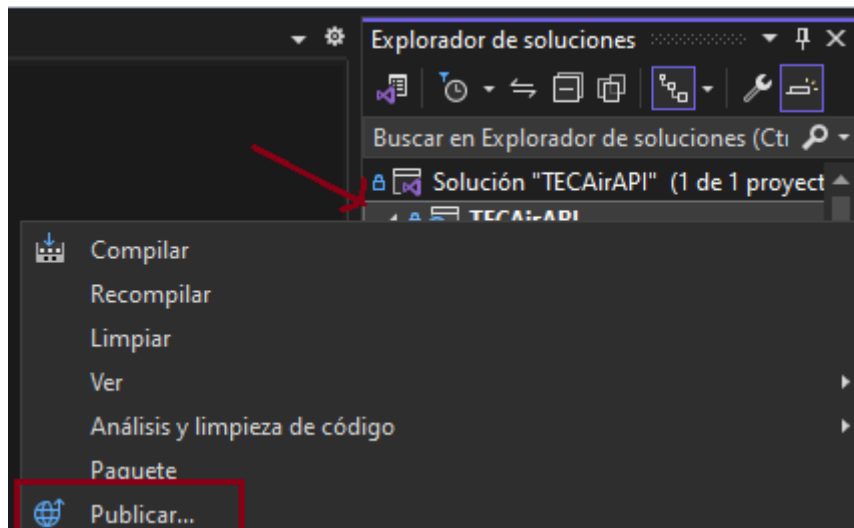 Explorador de soluciones
Buscar en Explorador de soluciones (Ctı
Solución "TECAirAPI" (1 de 1 proyect
TECAirAPI
Compilar
Recompilar
Limpiar
Ver
Análisis y limpieza de código
Paquete
Publicar...